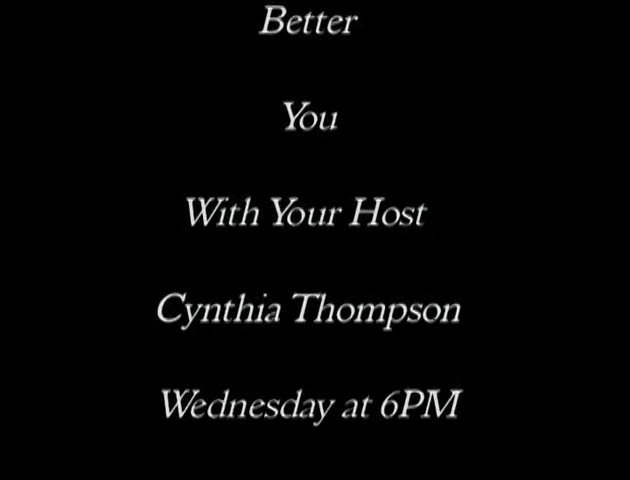 Better
You
With Your Host
Cynthia Thompson
Wednesday at 6PM